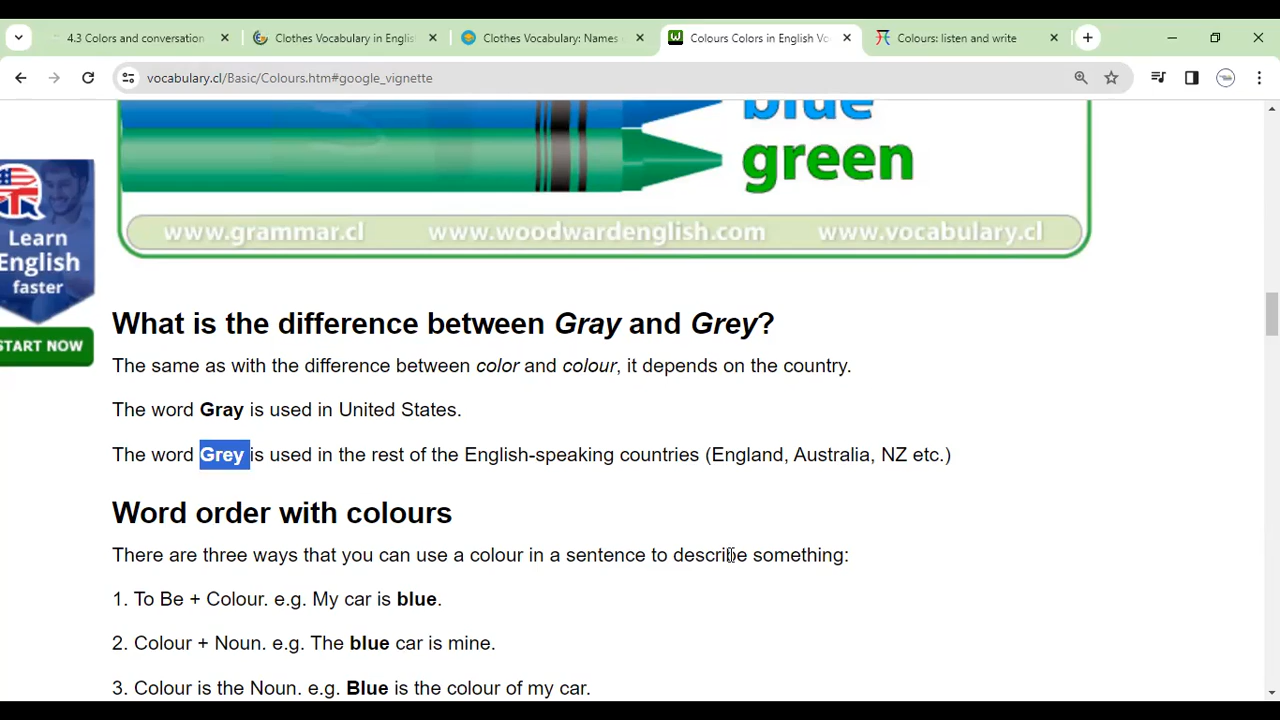 4.3 Colors and conversation
Clothes Vocabulary in Englis
Clothes Vocabulary: Names
Colours Colors in English Vo
Colours: listen and write
vocabulary.cl/Basic/Colours.htm#google_vignette
blue
green
www.grammar.cl www.woodwardenglish.com www.vocabulary.cl
Learn
English
faster
START NOW
What is the difference between Gray and Grey?
The same as with the difference between color and colour, it depends on the country.
The word Gray is used in United States.
The word Grey is used in the rest of the English-speaking countries (England, Australia, NZ etc.)
Word order with colours
There are three ways that you can use a colour in a sentence to describe something:
1. To Be + Colour. e.g. My car is blue.
2. Colour + Noun. e.g. The blue car is mine.
3. Colour is the Noun. e.g. Blue is the colour of my car.